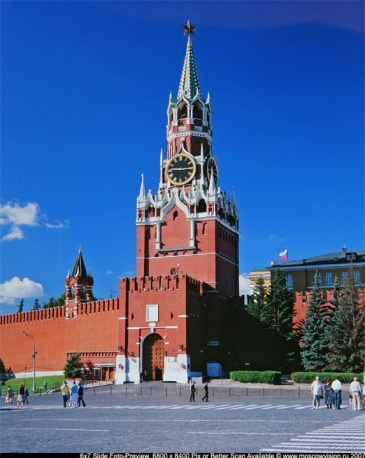 6x7 Slide Foto-Preview, 6800 x 8400 Pix or Better Scan Available © www.moscowvision.ru 200